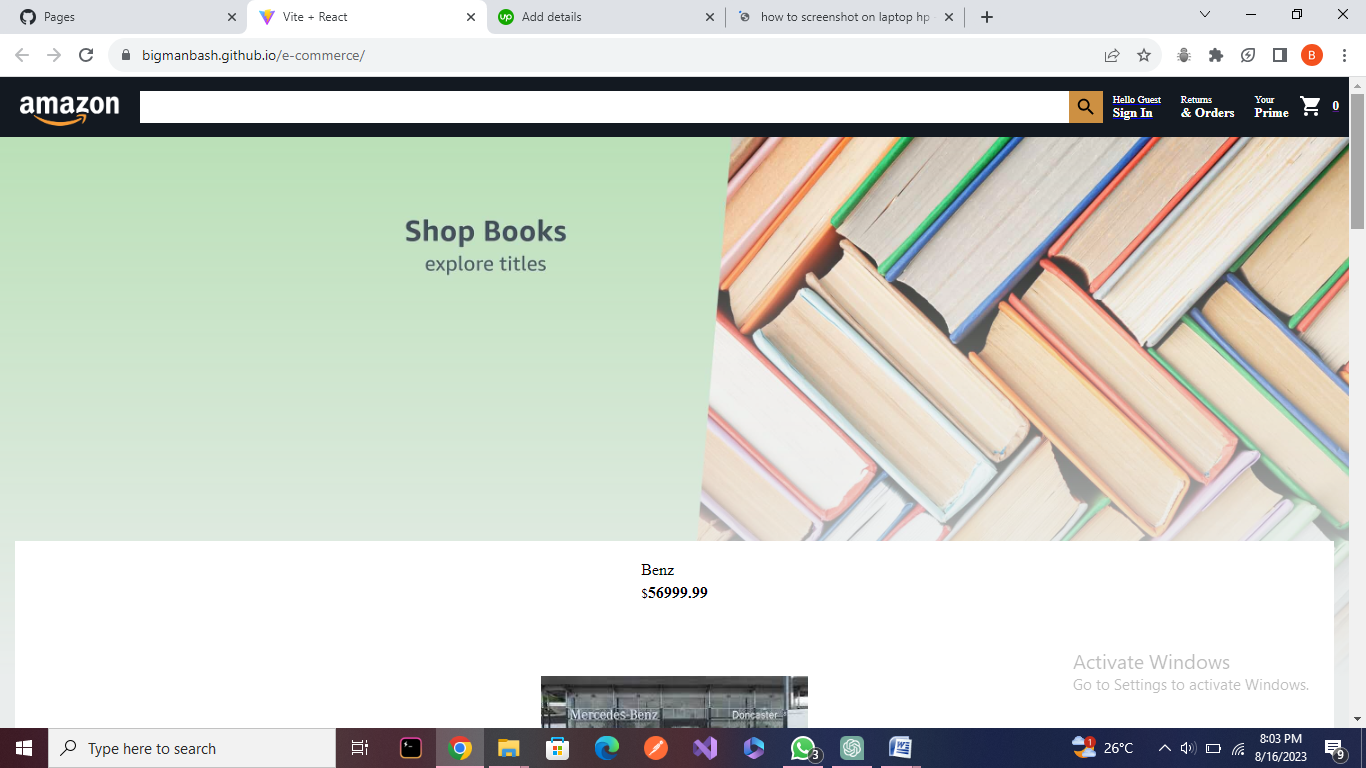 Pages
Vite + React
Add details
how to screenshot on laptop hp
bigmanbash.github.io/e-commerce/
B
amazon
Hello Guest
Sign In
Returns
& Orders
Your
Prime
0
Shop Books
explore titles
Benz
$56999.99
Mercedes-Benz
Doncaster
Activate Windows
Go to Settings to activate Windows.
Type here to search
3
1
26°C
8:03 PM
8/16/2023
9